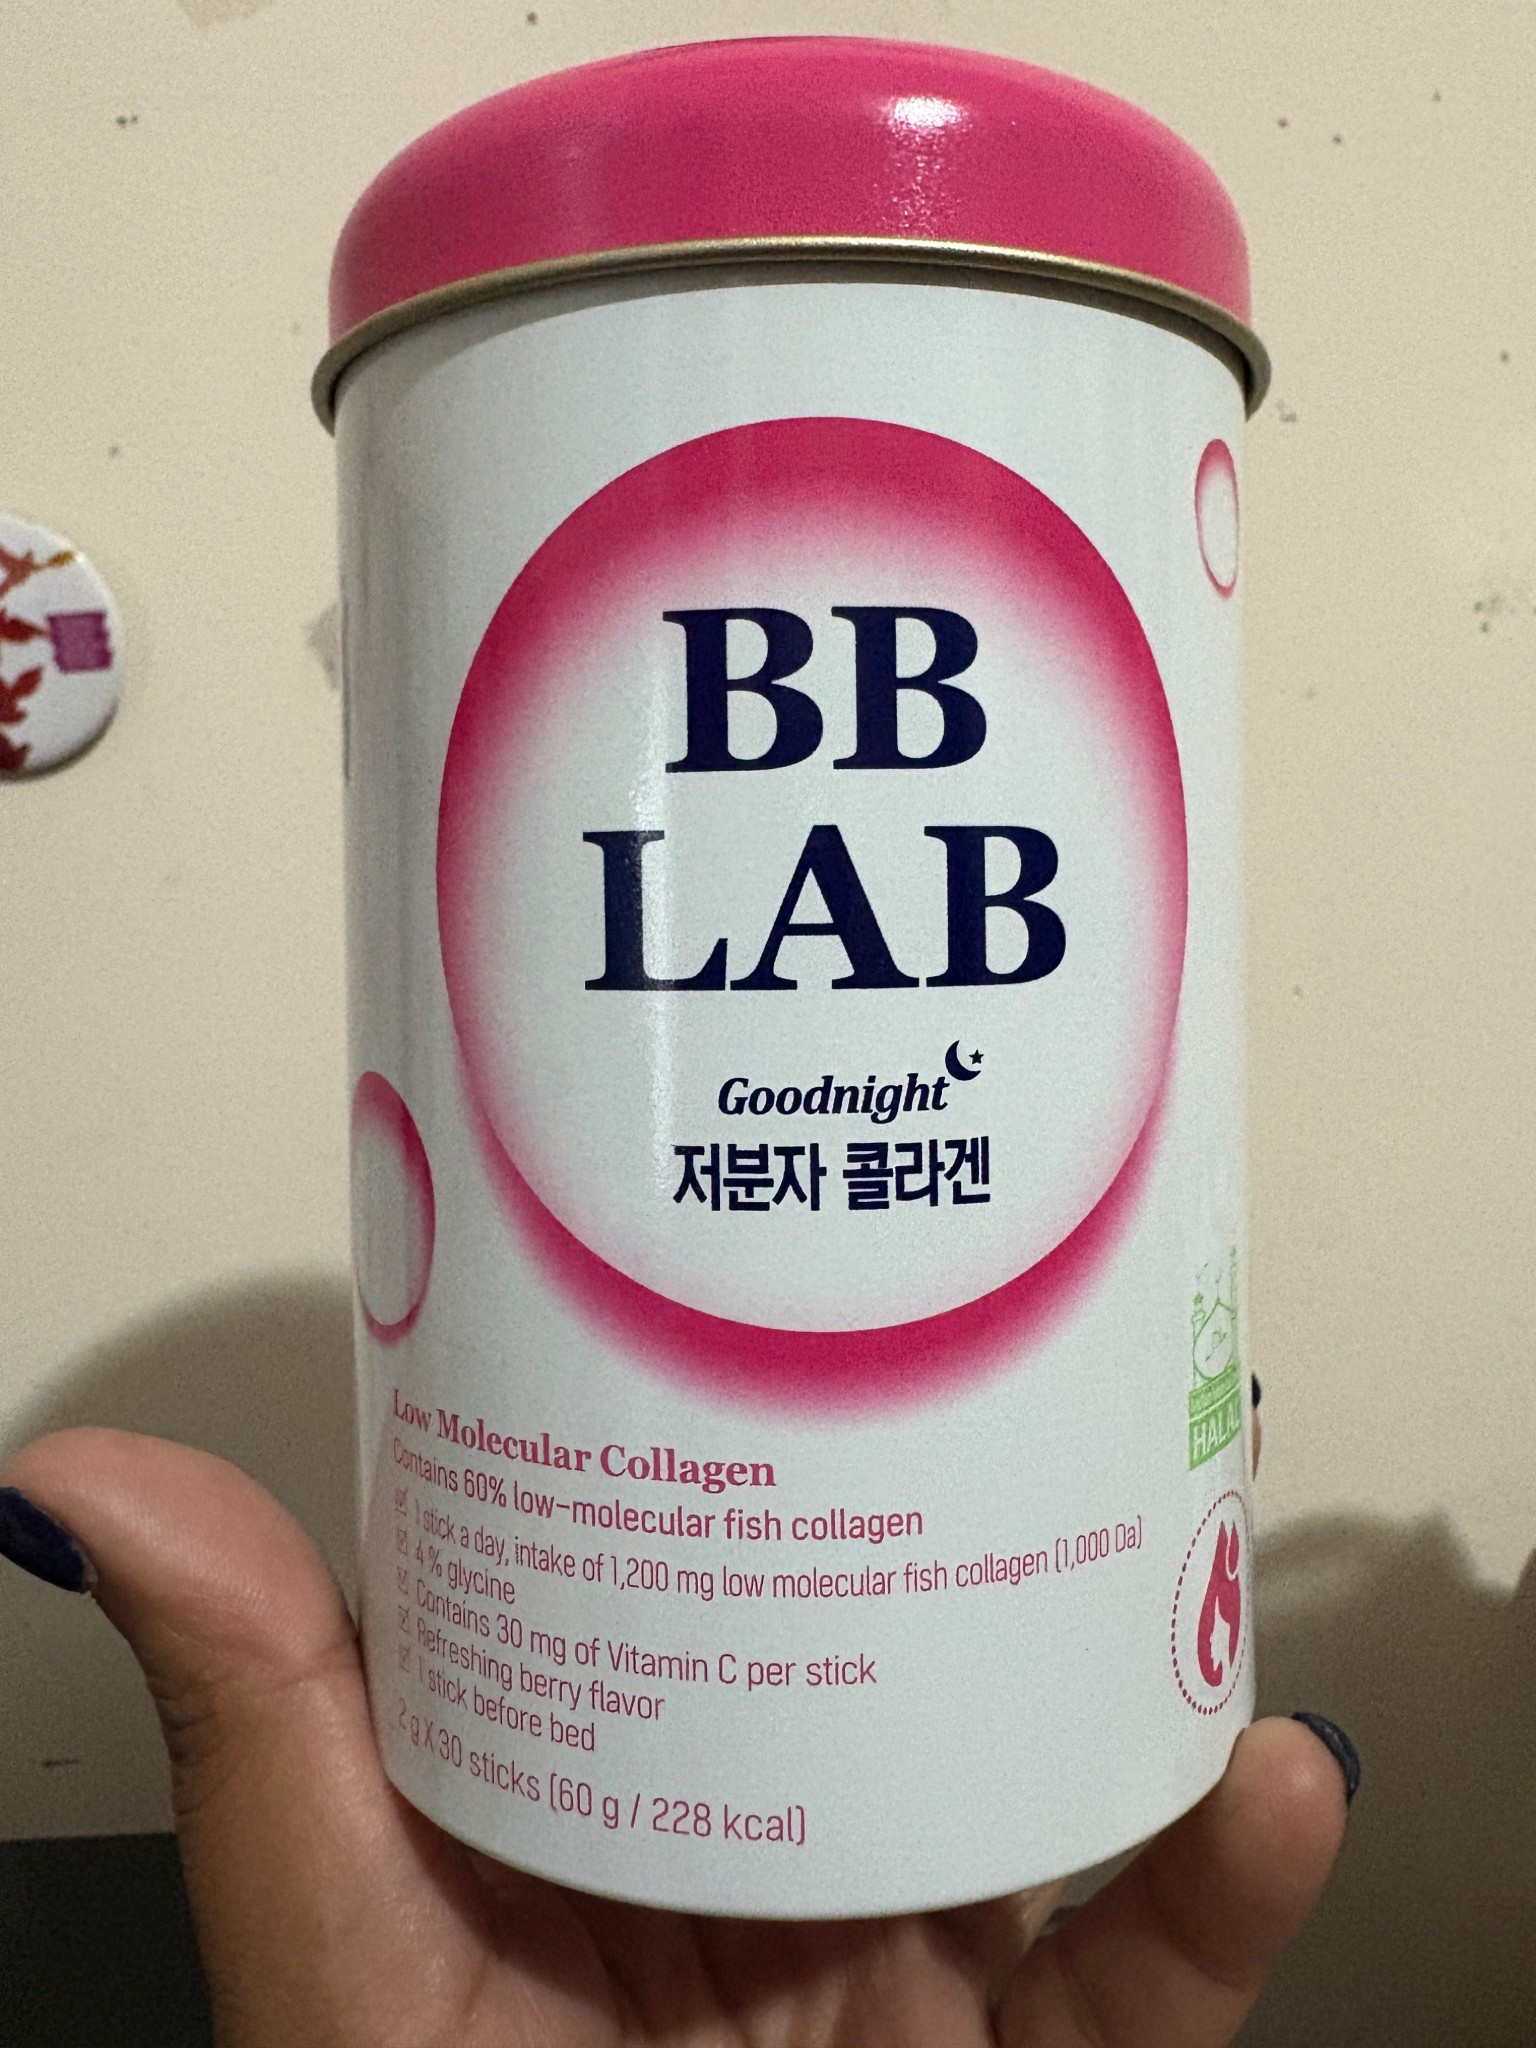 BB
LAB
Goodnight
저분자 콜라겐
Low Molecular Collagen
Contains 60% low-molecular fish collagen
1 stick a day, intake of 1,200 mg low molecular fish collagen (1,000 Da)
4% glycine
Contains 30 mg of Vitamin C per stick
Refreshing berry flavor
1 stick before bed
2 g X 30 sticks (60 g / 228 kcal)
HALAL